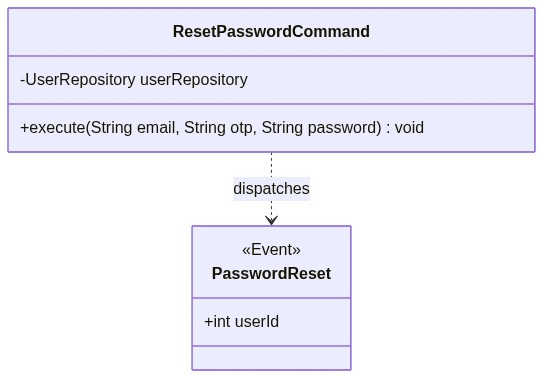 ResetPasswordCommand
-UserRepository userRepository
+execute(String email, String otp, String password) : void
dispatches
«Event»
PasswordReset
+int userId